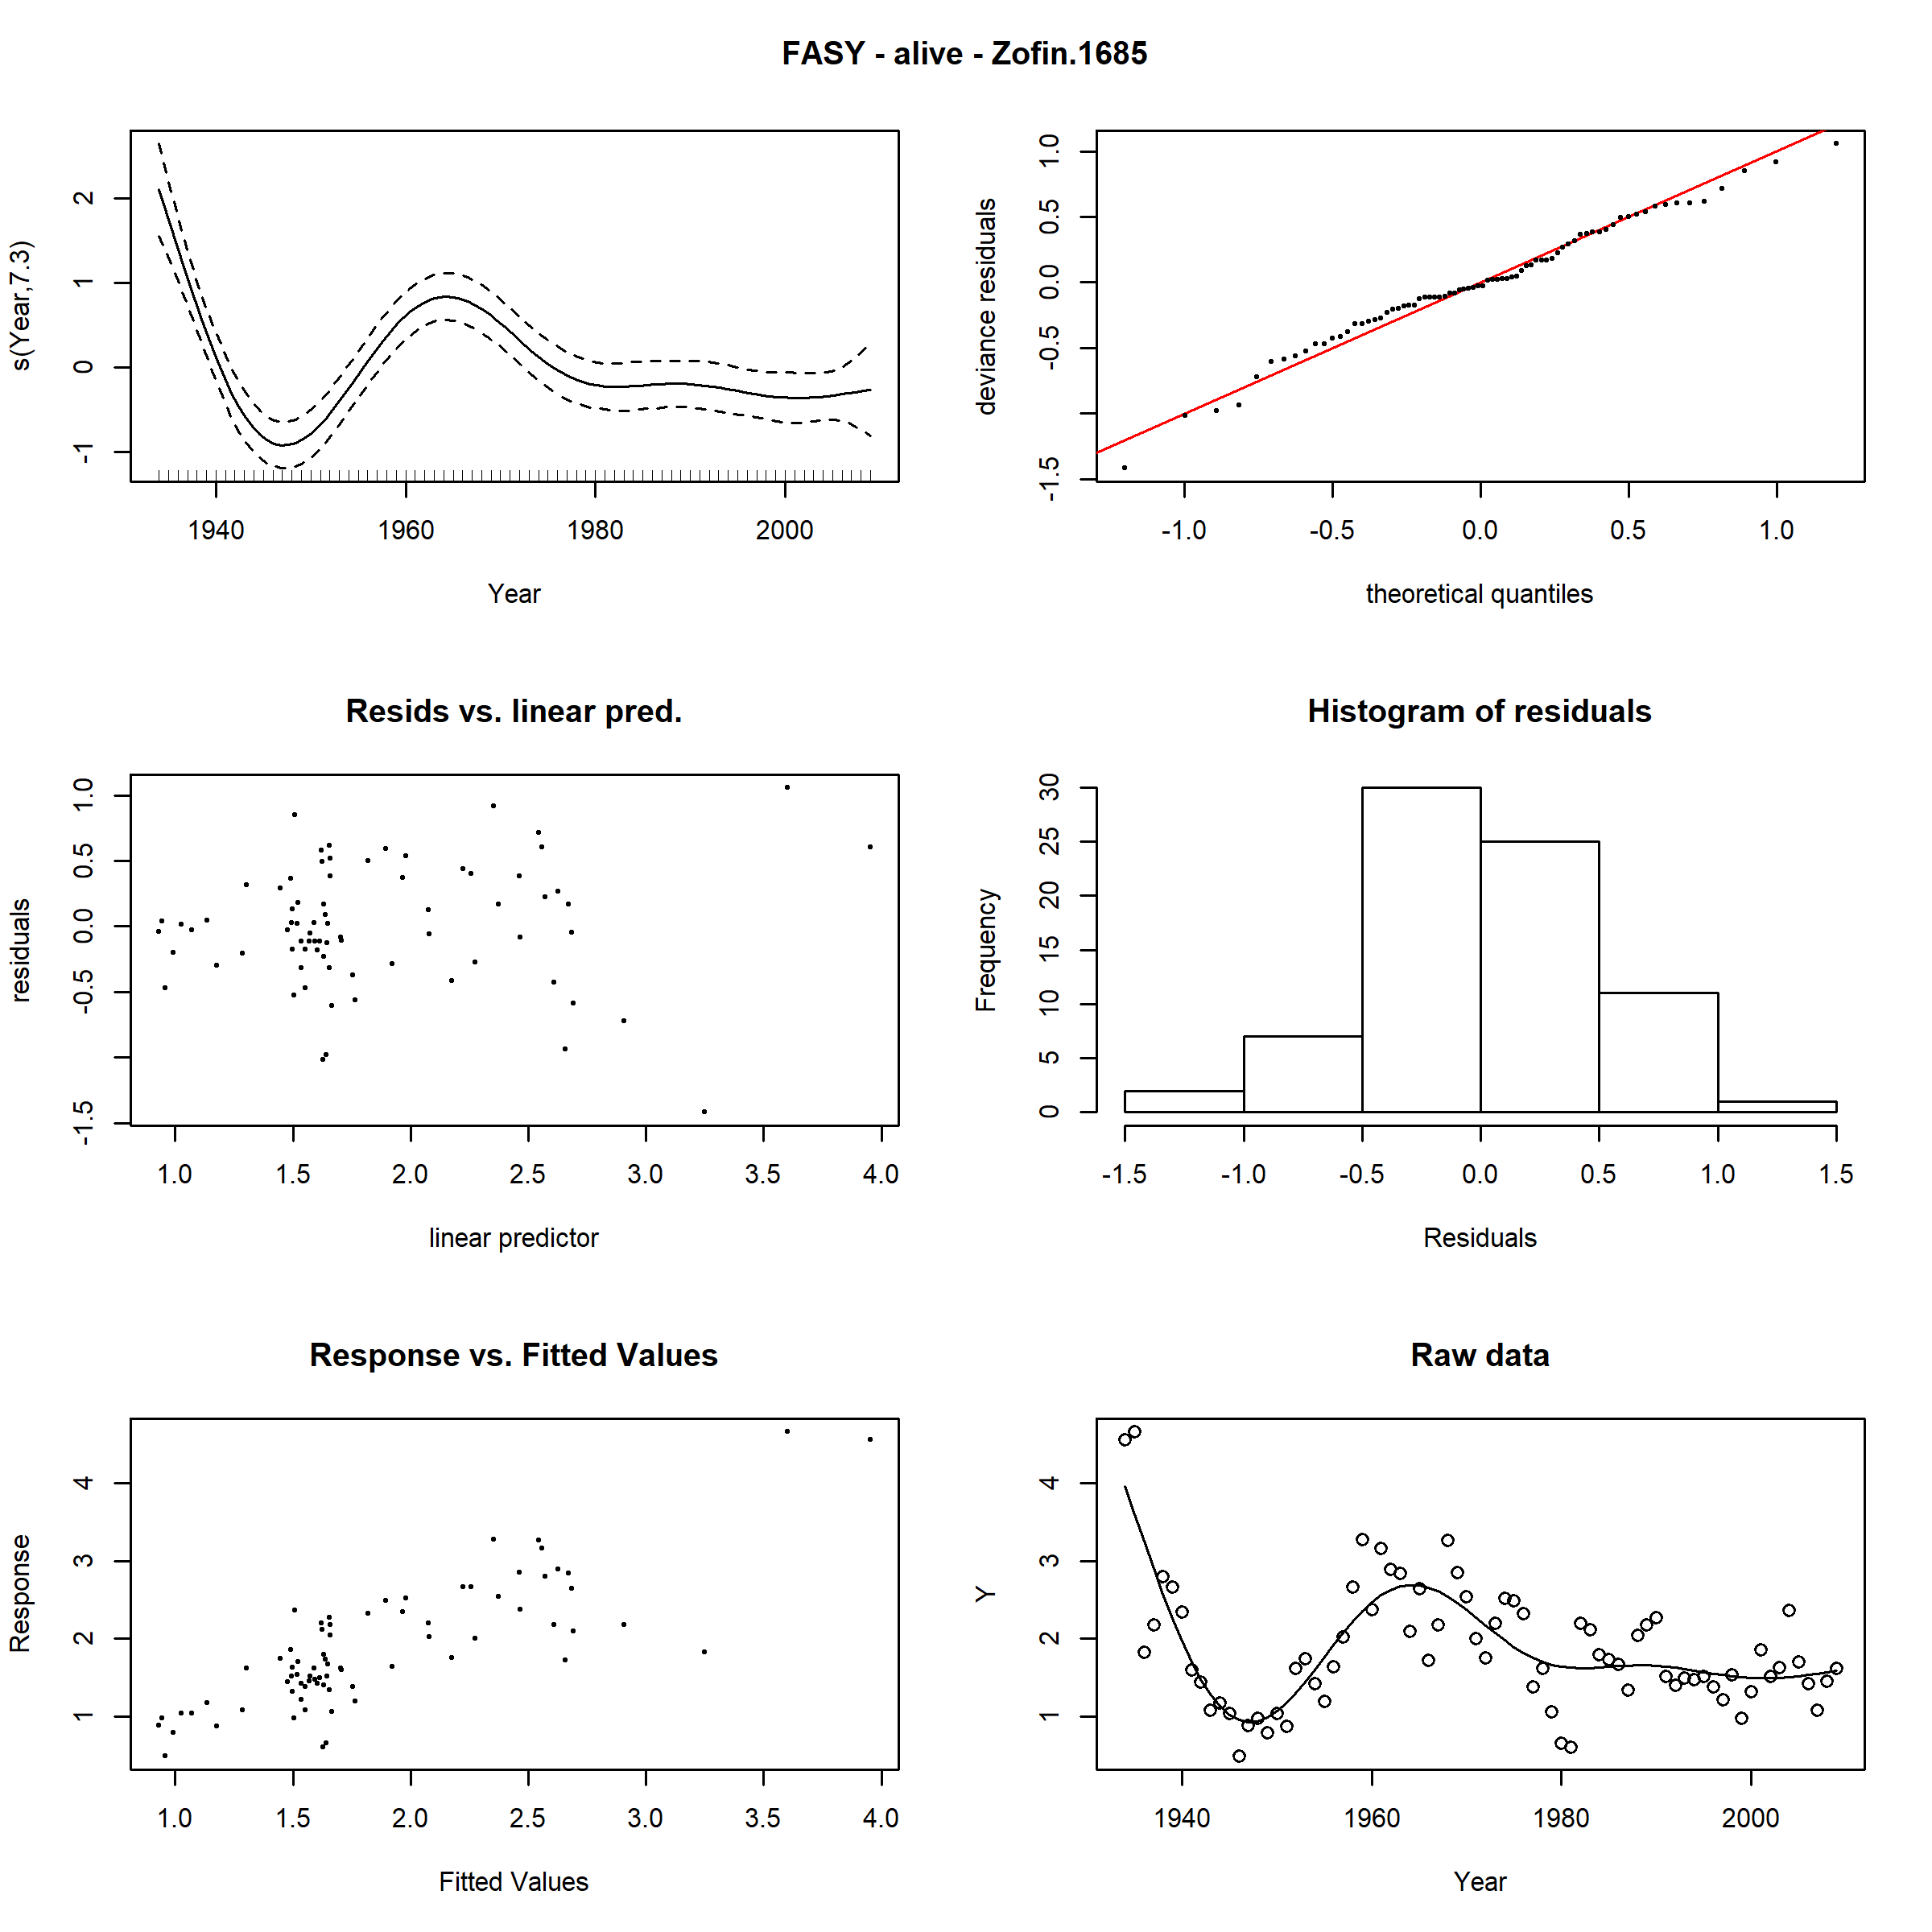 FASY - alive - Zofin.1685
s(Year,7.3)
2
1
0
-1
1940 1960 1980 2000
Year
deviance residuals
1.0
0.5
0.0
-0.5
-1.5
-1.0 -0.5 0.0 0.5 1.0
theoretical quantiles
Resids vs. linear pred.
residuals
1.0
0.5
0.0
-0.5
-1.5
1.0 1.5 2.0 2.5 3.0 3.5 4.0
linear predictor
Histogram of residuals
Frequency
30
25
20
15
10
5
0
-1.5 -1.0 -0.5 0.0 0.5 1.0 1.5
Residuals
Response vs. Fitted Values
Response
4
3
2
1
1.0 1.5 2.0 2.5 3.0 3.5 4.0
Fitted Values
Raw data
Y
4
3
2
1
1940 1960 1980 2000
Year